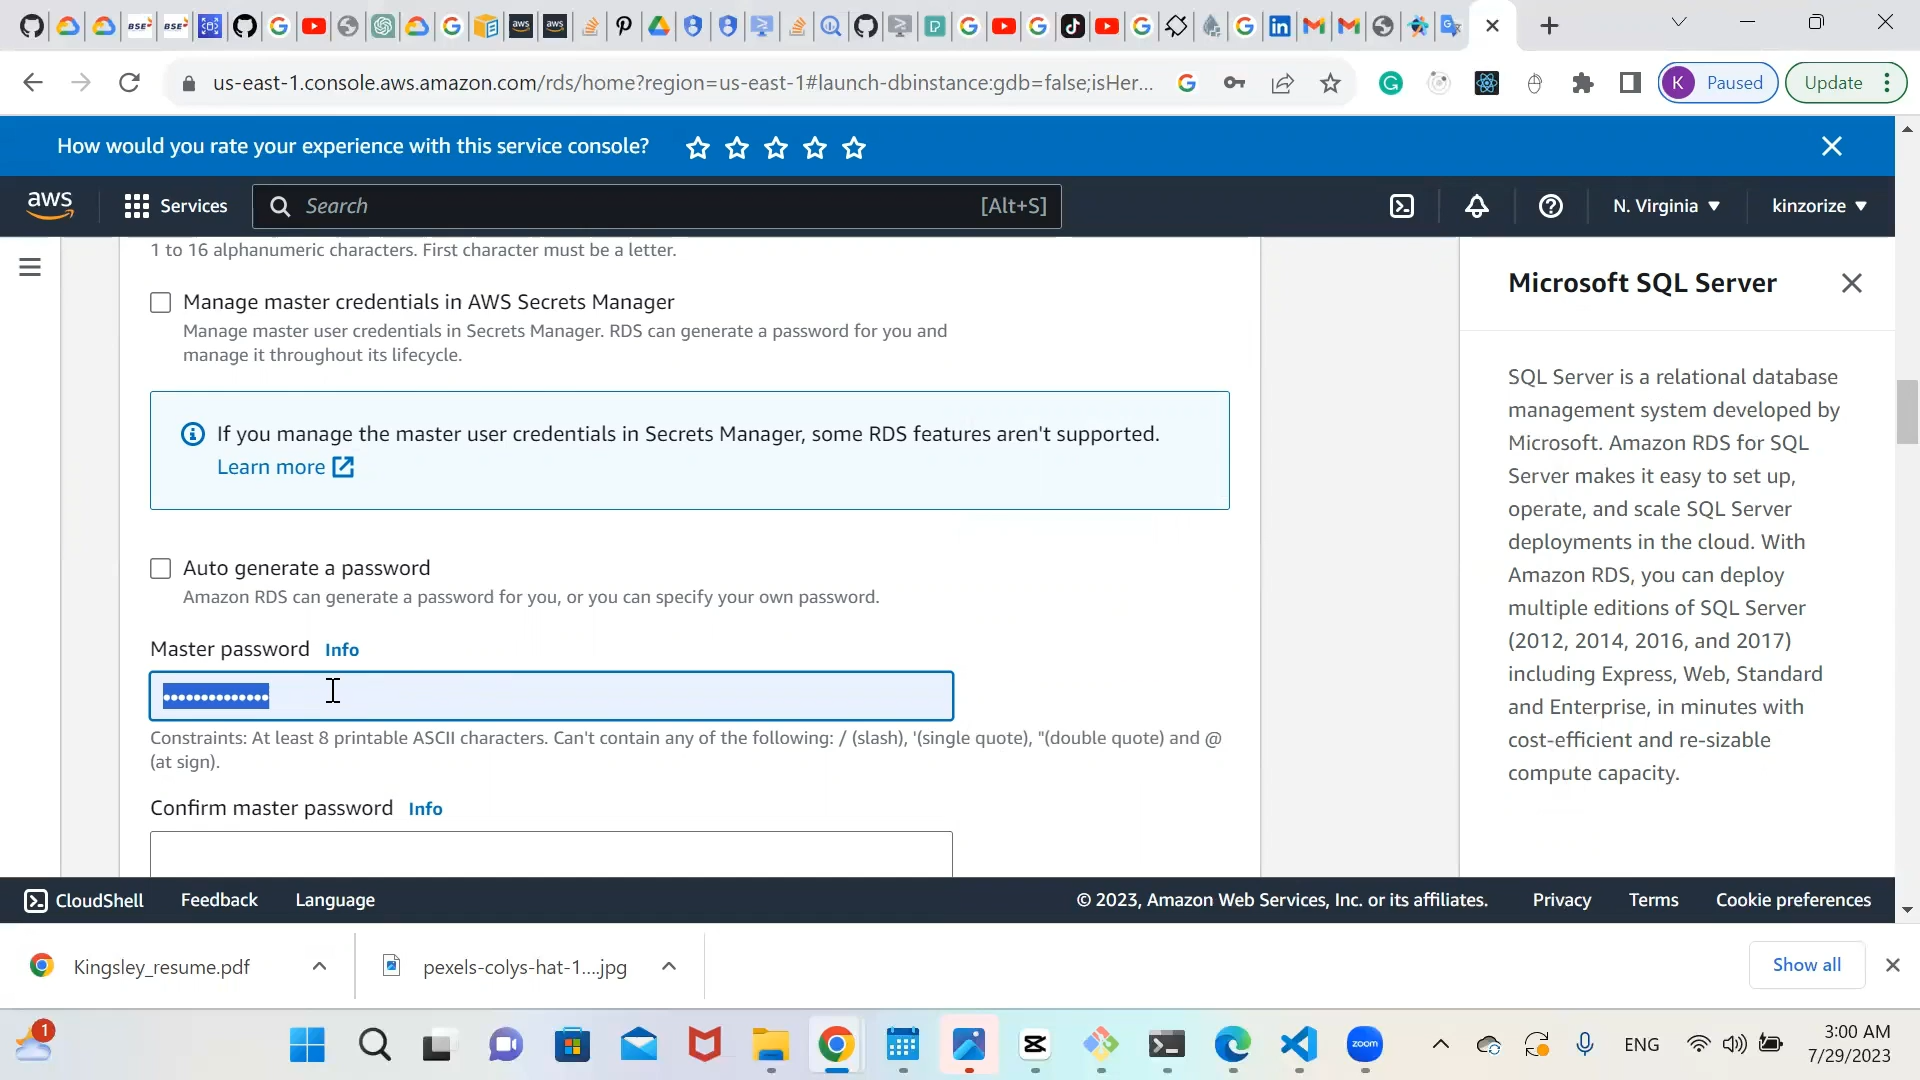 us-east-1.console.aws.amazon.com/rds/home?region=us-east-1#launch-dbinstance:gdb=false;isHer...
K Paused
Update
How would you rate your experience with this service console?
aws
Services
Search
[Alt+S]
N. Virginia
kinzorize
1 to 16 alphanumeric characters. First character must be a letter.
Manage master credentials in AWS Secrets Manager
Manage master user credentials in Secrets Manager. RDS can generate a password for you and
manage it throughout its lifecycle.
If you manage the master user credentials in Secrets Manager, some RDS features aren't supported.
Learn more
Auto generate a password
Amazon RDS can generate a password for you, or you can specify your own password.
Master password Info
••••••••••••••
Constraints: At least 8 printable ASCII characters. Can't contain any of the following: / (slash), '(single quote), "(double quote) and @
(at sign).
Confirm master password Info
Microsoft SQL Server
SQL Server is a relational database
management system developed by
Microsoft. Amazon RDS for SQL
Server makes it easy to set up,
operate, and scale SQL Server
deployments in the cloud. With
Amazon RDS, you can deploy
multiple editions of SQL Server
(2012, 2014, 2016, and 2017)
including Express, Web, Standard
and Enterprise, in minutes with
cost-efficient and re-sizable
compute capacity.
CloudShell
Feedback
Language
© 2023, Amazon Web Services, Inc. or its affiliates.
Privacy
Terms
Cookie preferences
Kingsley_resume.pdf
pexels-colys-hat-1....jpg
Show all
1
zoom
ENG
3:00 AM
7/29/2023